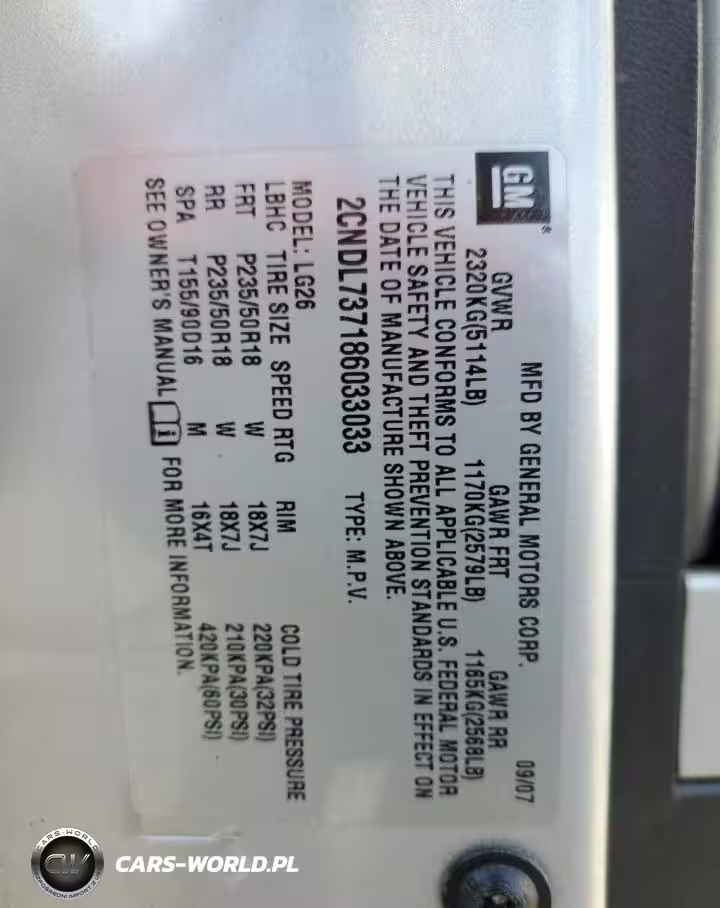 GM®
MFD BY GENERAL MOTORS CORP. 09/07
GVWR GAWR FRT GAWR RR
2320KG(5114LB) 1170KG(2579LB) 1165KG(2568LB)
THIS VEHICLE CONFORMS TO ALL APPLICABLE U.S. FEDERAL MOTOR
VEHICLE SAFETY AND THEFT PREVENTION STANDARDS IN EFFECT ON
THE DATE OF MANUFACTURE SHOWN ABOVE.
2CNDL737186033033 TYPE: M.P.V.
MODEL: LG26
LBHC TIRE SIZE SPEED RTG RIM COLD TIRE PRESSURE
FRT P235/50R18 W 18X7J 220KPA(32PSI)
RR P235/50R18 W 18X7J 210KPA(30PSI)
SPA T155/90D16 M 16X4T 420KPA(60PSI)
SEE OWNER'S MANUAL FOR MORE INFORMATION.
CARS-WORLD
CW
CARS-WORLD.PL